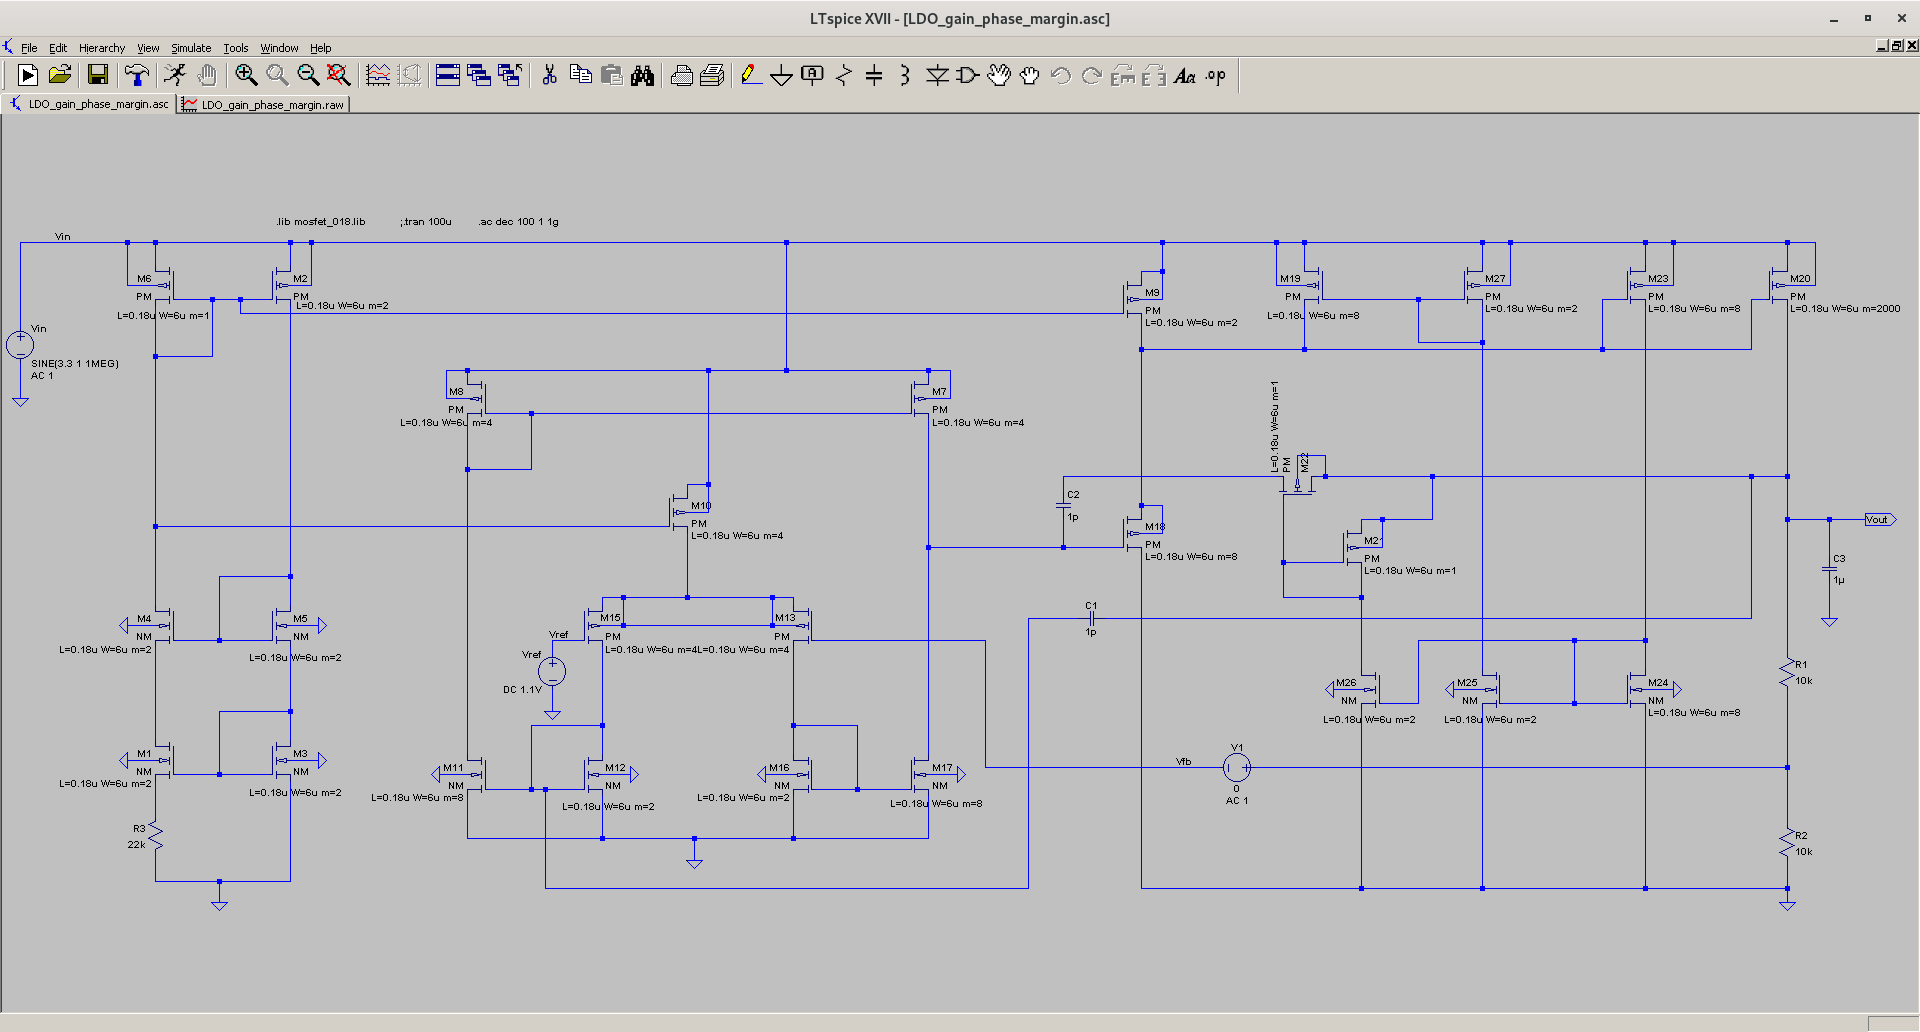 LTspice XVII - [LDO_gain_phase_margin.asc]
File Edit Hierarchy View Simulate Tools Window Help
LDO_gain_phase_margin.asc LDO_gain_phase_margin.raw
.lib mosfet_018.lib ;.tran 100u .ac dec 100 1 1g
Vin
M6
PM
L=0.18u W=6u m=1
M2
PM
L=0.18u W=6u m=2
Vin
SINE(3.3 1 1MEG)
AC 1
M9
PM
L=0.18u W=6u m=2
M19
PM
L=0.18u W=6u m=8
M27
PM
L=0.18u W=6u m=2
M23
PM
L=0.18u W=6u m=8
M20
PM
L=0.18u W=6u m=2000
M8
PM
L=0.18u W=6u m=4
M7
PM
L=0.18u W=6u m=4
M10
PM
L=0.18u W=6u m=4
C2
1p
M18
PM
L=0.18u W=6u m=8
L=0.18u W=6u m=1
PM
M22
M21
PM
L=0.18u W=6u m=1
Vout
C3
1µ
M4
NM
L=0.18u W=6u m=2
M5
NM
L=0.18u W=6u m=2
M15
PM
L=0.18u W=6u m=4
M13
PM
L=0.18u W=6u m=4
Vref
Vref
DC 1.1V
C1
1p
M26
NM
L=0.18u W=6u m=2
M25
NM
L=0.18u W=6u m=2
M24
NM
L=0.18u W=6u m=8
R1
10k
M1
NM
L=0.18u W=6u m=2
M3
NM
L=0.18u W=6u m=2
M11
NM
L=0.18u W=6u m=8
M12
NM
L=0.18u W=6u m=2
M16
NM
L=0.18u W=6u m=2
M17
NM
L=0.18u W=6u m=8
Vfb
V1
0
AC 1
R3
22k
R2
10k